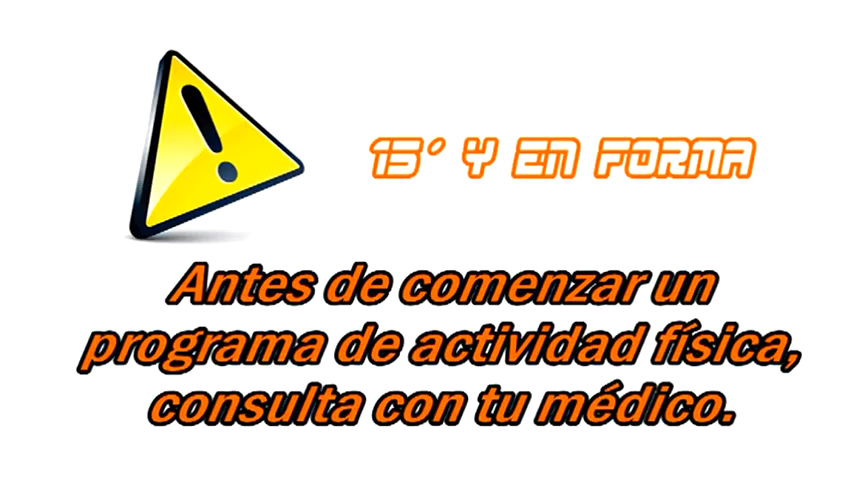 15' Y EN FORMA
Antes de comenzar un
programa de actividad física,
consulta con tu médico.